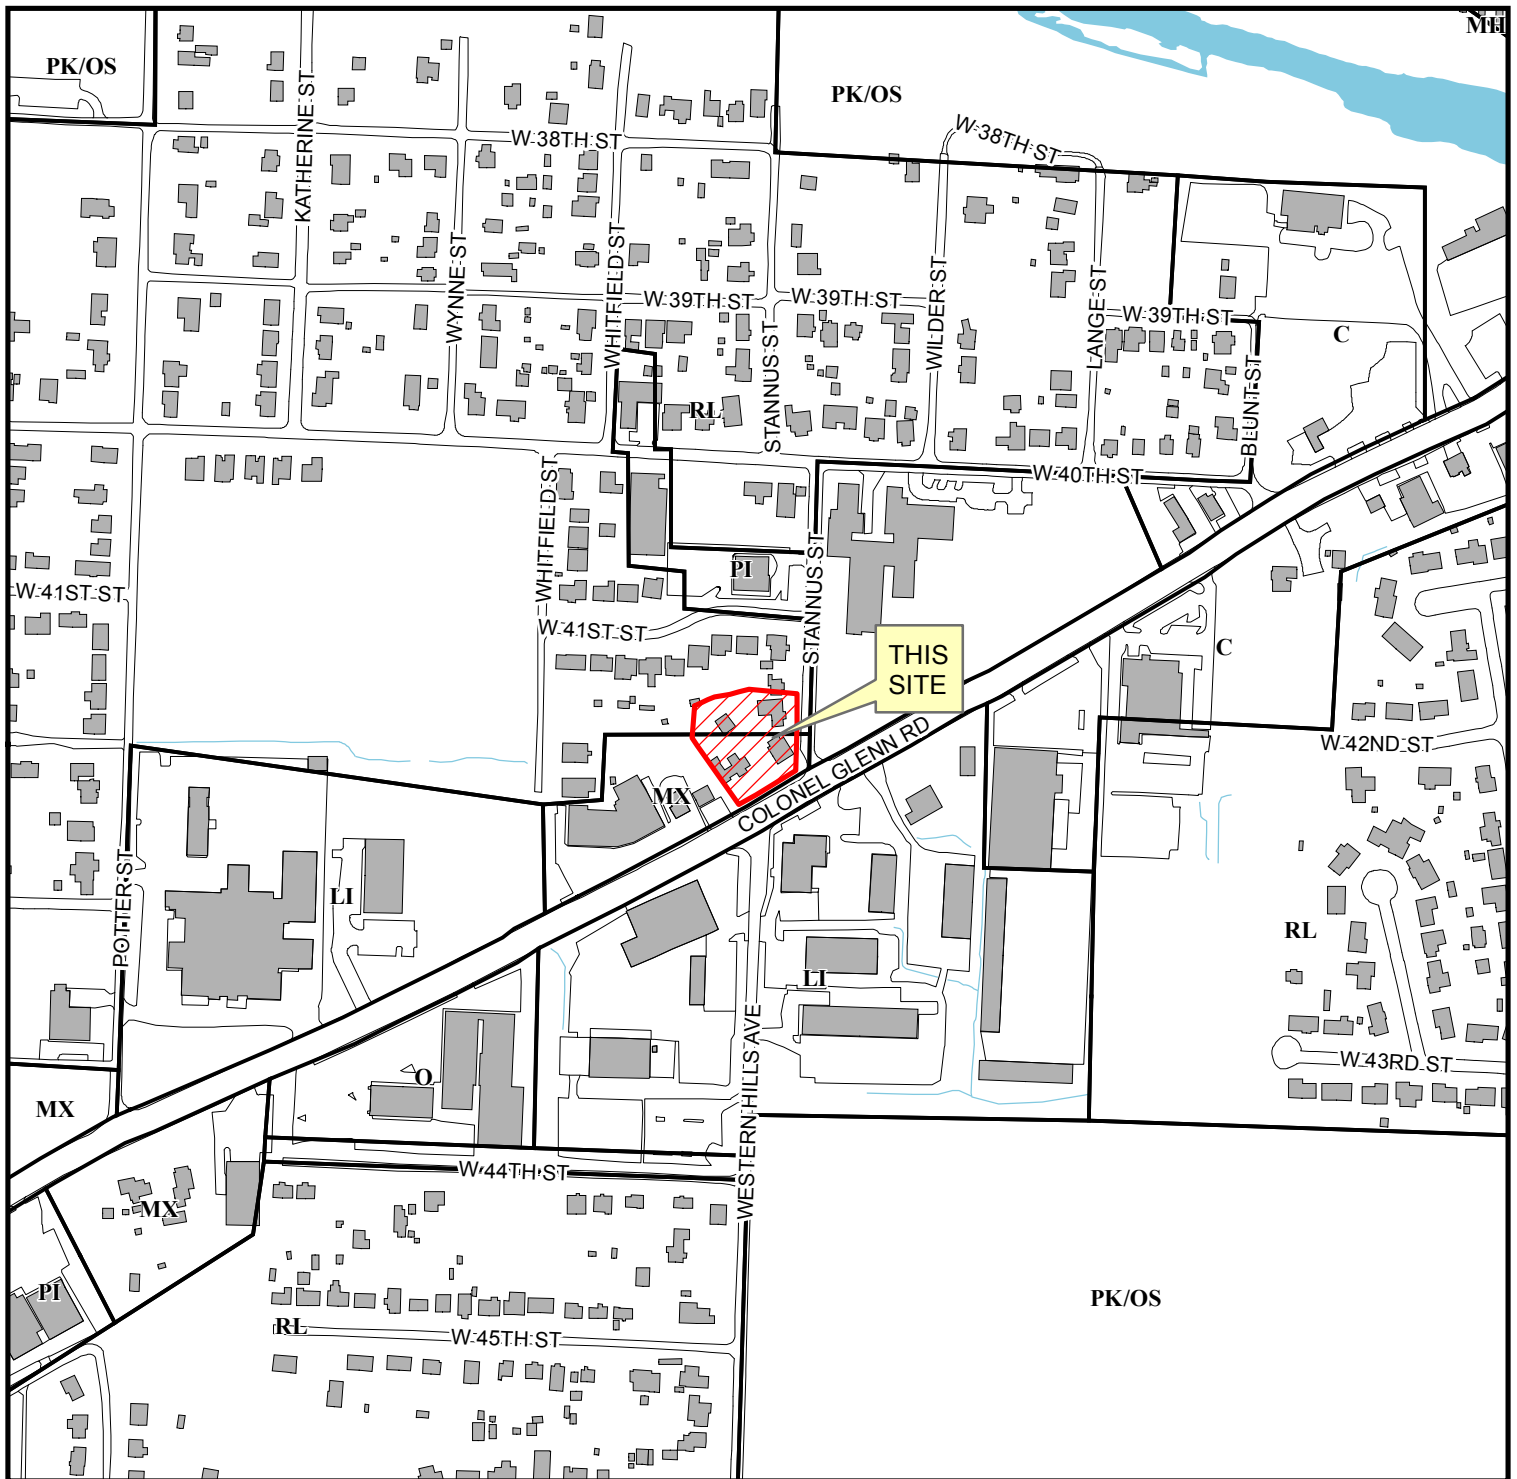 MH
PK/OS
PK/OS
W 38TH ST
W 38TH ST
KATHERINE ST
WYNNE ST
WHITFIELD ST
W 39TH ST
W 39TH ST
W 39TH ST
STANNUS ST
WILDER ST
LANGE ST
BLUNT ST
C
RL
W 40TH ST
WHITFIELD ST
PI
STANNUS ST
W 41ST ST
W 41ST ST
THIS
SITE
C
W 42ND ST
COLONEL GLENN RD
MX
POTTER ST
LI
RL
LI
WESTERN HILLS AVE
W 43RD ST
O
MX
W 44TH ST
MX
PI
PK/OS
RL
W 45TH ST